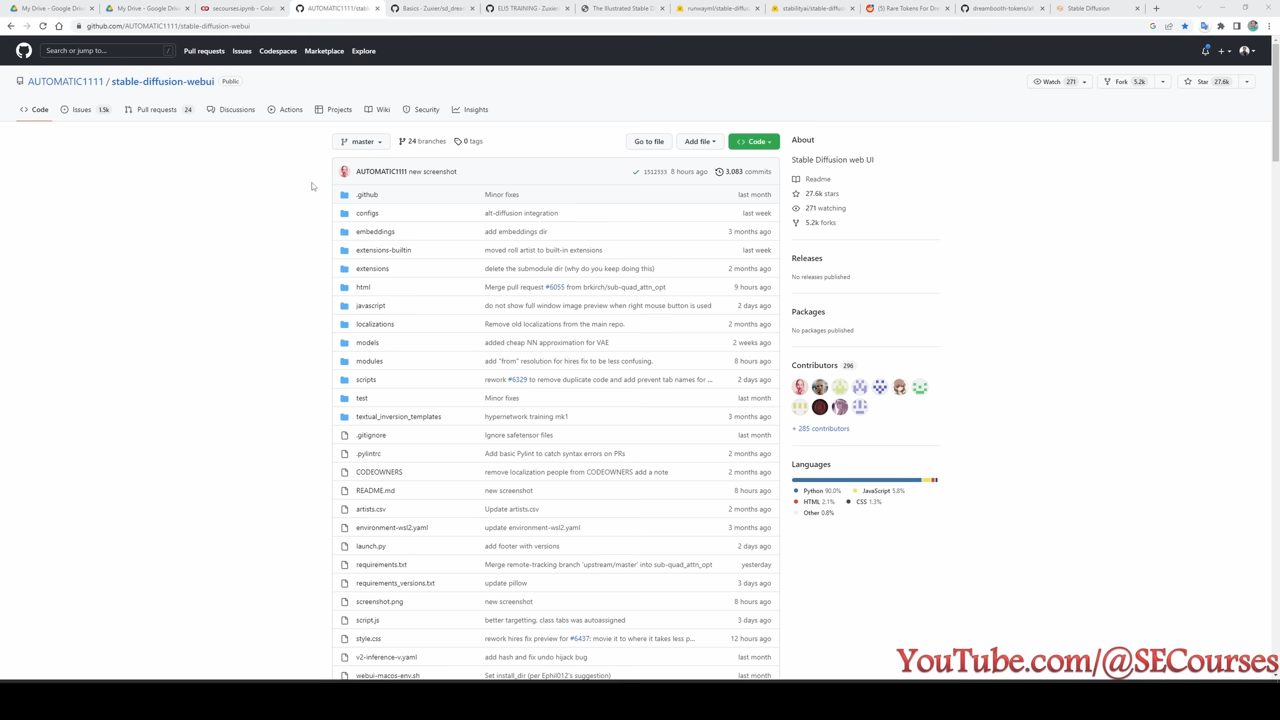 My Drive - Google Driv
My Drive - Google Driv
secourses.ipynb - Colab
AUTOMATIC1111/stabl
Basics - Zuxier/sd_dream
ELI5 TRAINING - Zuxier
The Illustrated Stable D
runwayml/stable-diffus
stabilityai/stable-diffus
(5) Rare Tokens For Dre
dreambooth-tokens/al
Stable Diffusion
github.com/AUTOMATIC1111/stable-diffusion-webui
Search or jump to... /
Pull requests Issues Codespaces Marketplace Explore
AUTOMATIC1111 / stable-diffusion-webui Public
Watch 271 Fork 5.2k Star 27.6k
Code Issues 1.5k Pull requests 24 Discussions Actions Projects Wiki Security Insights
master 24 branches 0 tags Go to file Add file Code
AUTOMATIC1111 new screenshot 1512333 8 hours ago 3,083 commits
.github Minor fixes last month
configs alt-diffusion integration last week
embeddings add embeddings dir 3 months ago
extensions-builtin moved roll artist to built-in extensions last week
extensions delete the submodule dir (why do you keep doing this) 2 months ago
html Merge pull request #6055 from brkirch/sub-quad_attn_opt 9 hours ago
javascript do not show full window image preview when right mouse button is used 2 days ago
localizations Remove old localizations from the main repo. 2 months ago
models added cheap NN approximation for VAE 2 weeks ago
modules add "from" resolution for hires fix to be less confusing. 8 hours ago
scripts rework #6329 to remove duplicate code and add prevent tab names for ... 2 days ago
test Minor fixes last month
textual_inversion_templates hypernetwork training mk1 3 months ago
.gitignore Ignore safetensor files last month
.pylintrc Add basic Pylint to catch syntax errors on PRs 2 months ago
CODEOWNERS remove localization people from CODEOWNERS add a note 2 months ago
README.md new screenshot 8 hours ago
artists.csv Update artists.csv 2 months ago
environment-wsl2.yaml update environment-wsl2.yaml 3 months ago
launch.py add footer with versions 2 days ago
requirements.txt Merge remote-tracking branch 'upstream/master' into sub-quad_attn_opt yesterday
requirements_versions.txt update pillow 3 days ago
screenshot.png new screenshot 8 hours ago
script.js better targetting, class tabs was autoassigned 3 days ago
style.css rework hires fix preview for #6437: movie it to where it takes less p... 12 hours ago
v2-inference-v.yaml add hash and fix undo hijack bug last month
webui-macos-env.sh Set install_dir (per Ephil012's suggestion) last month
About
Stable Diffusion web UI
Readme
27.6k stars
271 watching
5.2k forks
Releases
No releases published
Packages
No packages published
Contributors 296
+ 285 contributors
Languages
Python 90.0% JavaScript 5.8%
HTML 2.1% CSS 1.3%
Other 0.8%
YouTube.com/@SECourses